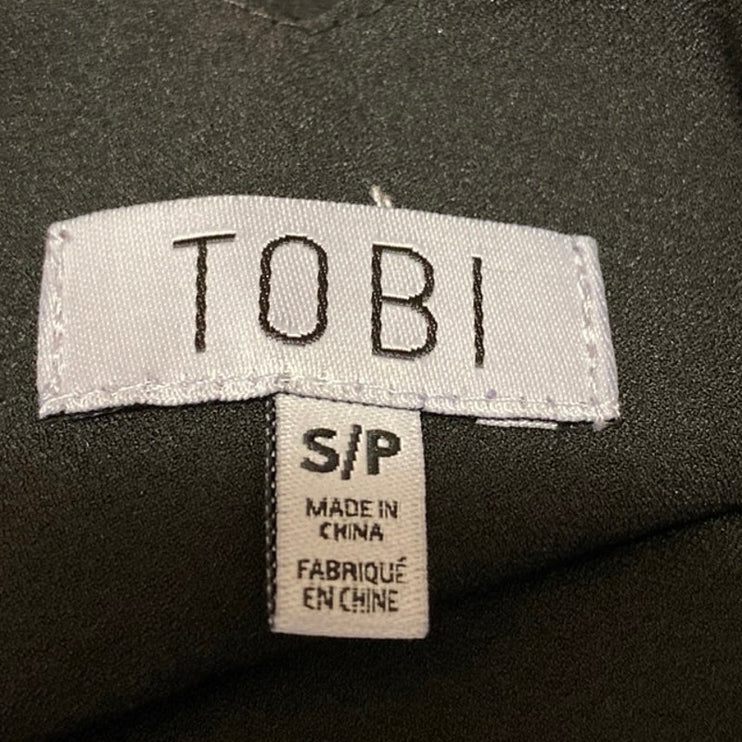 TOBI
S/P
MADE IN
CHINA
FABRIQUÉ
EN CHINE